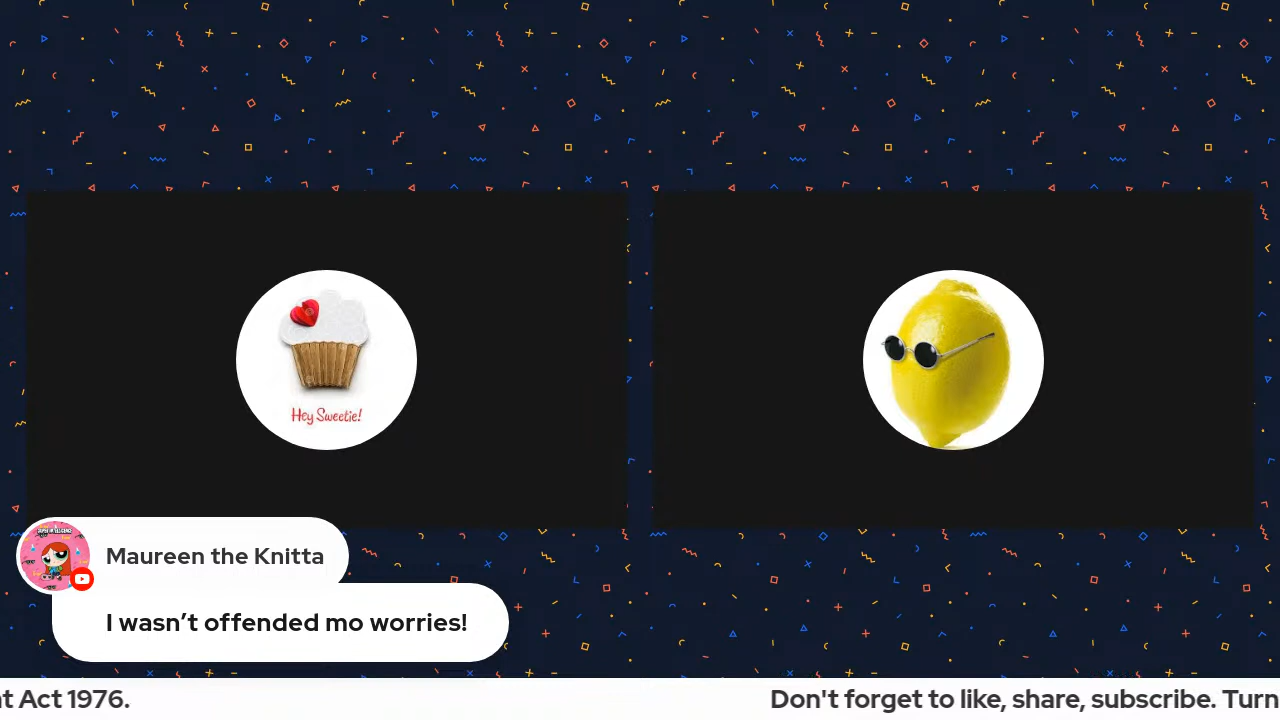 Hey Sweetie!
Maureen the Knitta
I wasn’t offended mo worries!
t Act 1976.
Don't forget to like, share, subscribe. Turn